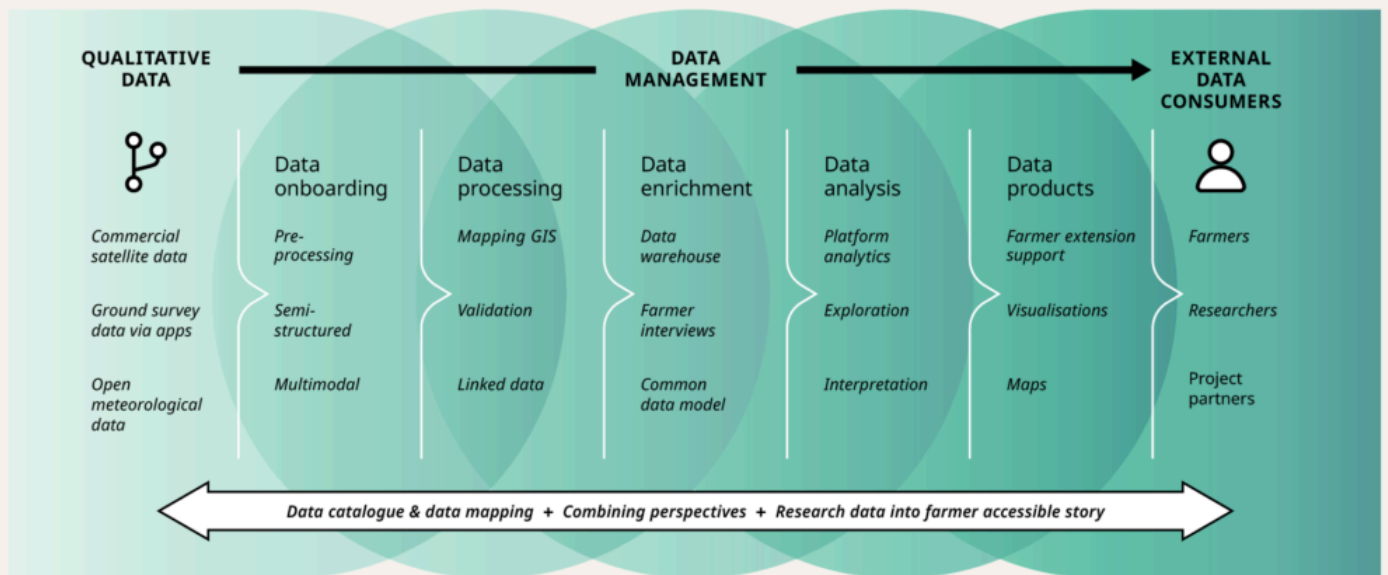 QUALITATIVE
DATA
DATA
MANAGEMENT
EXTERNAL
DATA
CONSUMERS
Commercial
satellite data
Ground survey
data via apps
Open
meteorological
data
Data
onboarding
Pre-
processing
Semi-
structured
Multimodal
Data
processing
Mapping GIS
Validation
Linked data
Data
enrichment
Data
warehouse
Farmer
interviews
Common
data model
Data
analysis
Platform
analytics
Exploration
Interpretation
Data
products
Farmer extension
support
Visualisations
Maps
Farmers
Researchers
Project
partners
Data catalogue & data mapping + Combining perspectives + Research data into farmer accessible story